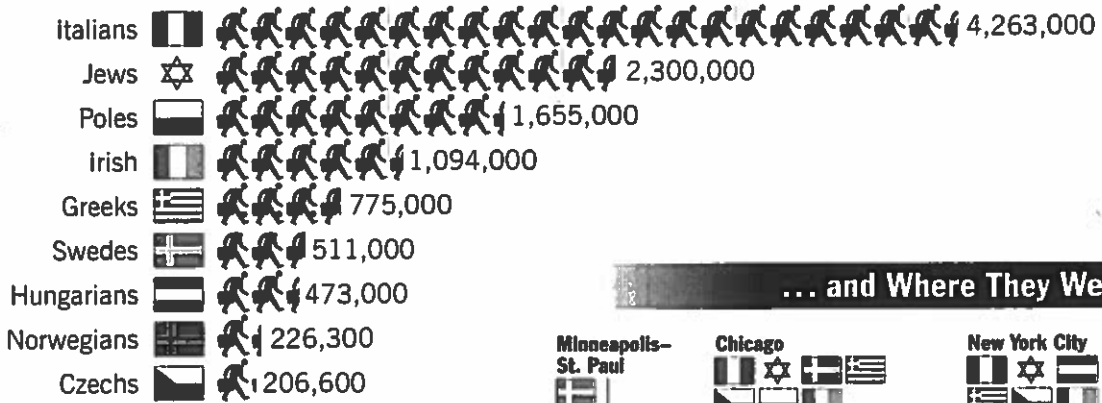 Italians 4,263,000
Jews 2,300,000
Poles 1,655,000
Irish 1,094,000
Greeks 775,000
Swedes 511,000
Hungarians 473,000
Norwegians 226,300
Czechs 206,600
... and Where They We
Minneapolis–
St. Paul
Chicago
New York City